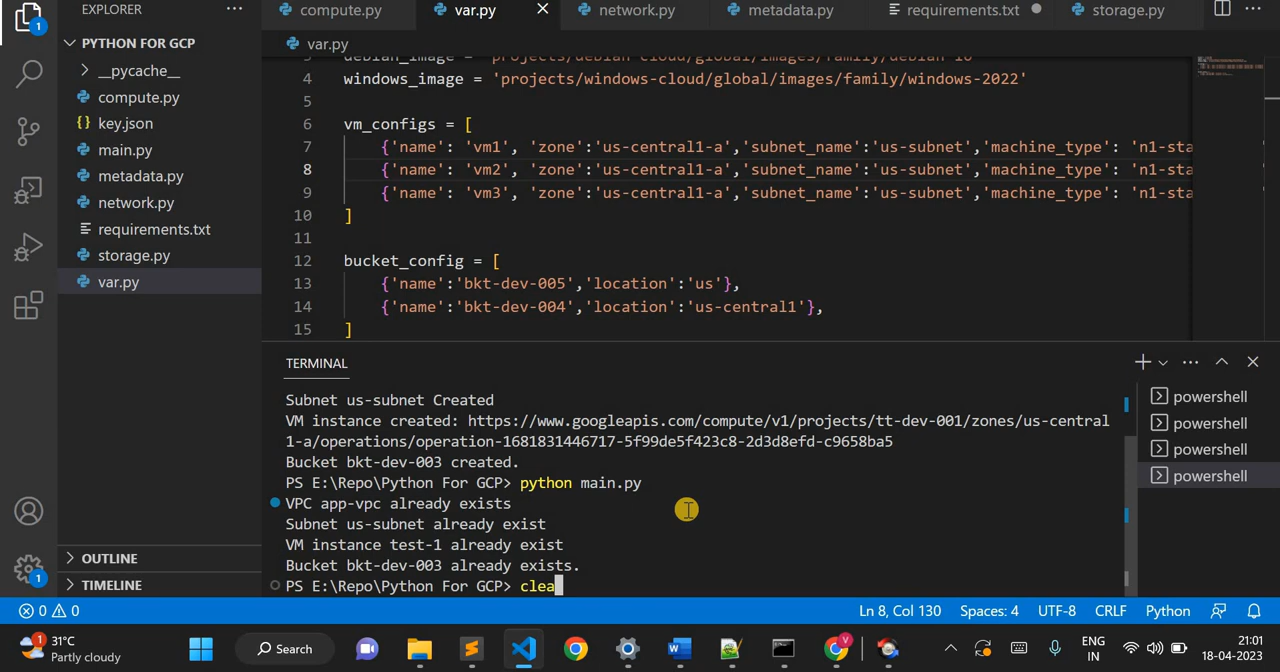 EXPLORER ...
compute.py var.py network.py metadata.py requirements.txt storage.py ...
PYTHON FOR GCP
__pycache__
compute.py
key.json
main.py
metadata.py
network.py
requirements.txt
storage.py
var.py
OUTLINE
TIMELINE
var.py
4 windows_image = 'projects/windows-cloud/global/images/family/windows-2022'
5
6 vm_configs = [
7 {'name': 'vm1', 'zone':'us-central1-a','subnet_name':'us-subnet','machine_type': 'n1-sta
8 {'name': 'vm2', 'zone':'us-central1-a','subnet_name':'us-subnet','machine_type': 'n1-sta
9 {'name': 'vm3', 'zone':'us-central1-a','subnet_name':'us-subnet','machine_type': 'n1-sta
10 ]
11
12 bucket_config = [
13 {'name':'bkt-dev-005','location':'us'},
14 {'name':'bkt-dev-004','location':'us-central1'},
15 ]
TERMINAL
Subnet us-subnet Created
VM instance created: https://www.googleapis.com/compute/v1/projects/tt-dev-001/zones/us-central
1-a/operations/operation-1681831446717-5f99de5f423c8-2d3d8efd-c9658ba5
Bucket bkt-dev-003 created.
PS E:\Repo\Python For GCP> python main.py
VPC app-vpc already exists
Subnet us-subnet already exist
VM instance test-1 already exist
Bucket bkt-dev-003 already exists.
PS E:\Repo\Python For GCP> clea
powershell
powershell
powershell
powershell
1
1
0 0
Ln 8, Col 130 Spaces: 4 UTF-8 CRLF Python
1
31°C
Partly cloudy
Search
V
ENG
IN
21:01
18-04-2023